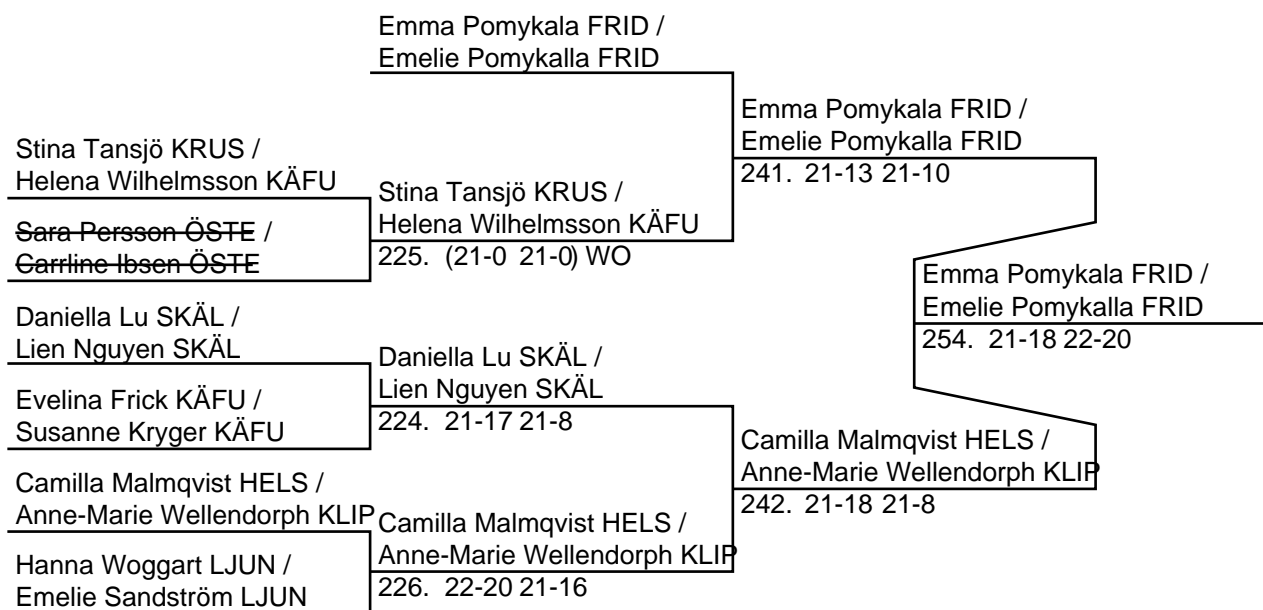 Emma Pomykala FRID /
Emelie Pomykalla FRID
Emma Pomykala FRID /
Emelie Pomykalla FRID
241. 21-13 21-10
Stina Tansjö KRUS /
Helena Wilhelmsson KÄFU
Stina Tansjö KRUS /
Helena Wilhelmsson KÄFU
225. (21-0 21-0) WO
Sara Persson ÖSTE /
Carrline Ibsen ÖSTE
Emma Pomykala FRID /
Emelie Pomykalla FRID
254. 21-18 22-20
Daniella Lu SKÄL /
Lien Nguyen SKÄL
Daniella Lu SKÄL /
Lien Nguyen SKÄL
224. 21-17 21-8
Evelina Frick KÄFU /
Susanne Kryger KÄFU
Camilla Malmqvist HELS /
Anne-Marie Wellendorph KLIP
242. 21-18 21-8
Camilla Malmqvist HELS /
Anne-Marie Wellendorph KLIP
Camilla Malmqvist HELS /
Anne-Marie Wellendorph KLIP
226. 22-20 21-16
Hanna Woggart LJUN /
Emelie Sandström LJUN